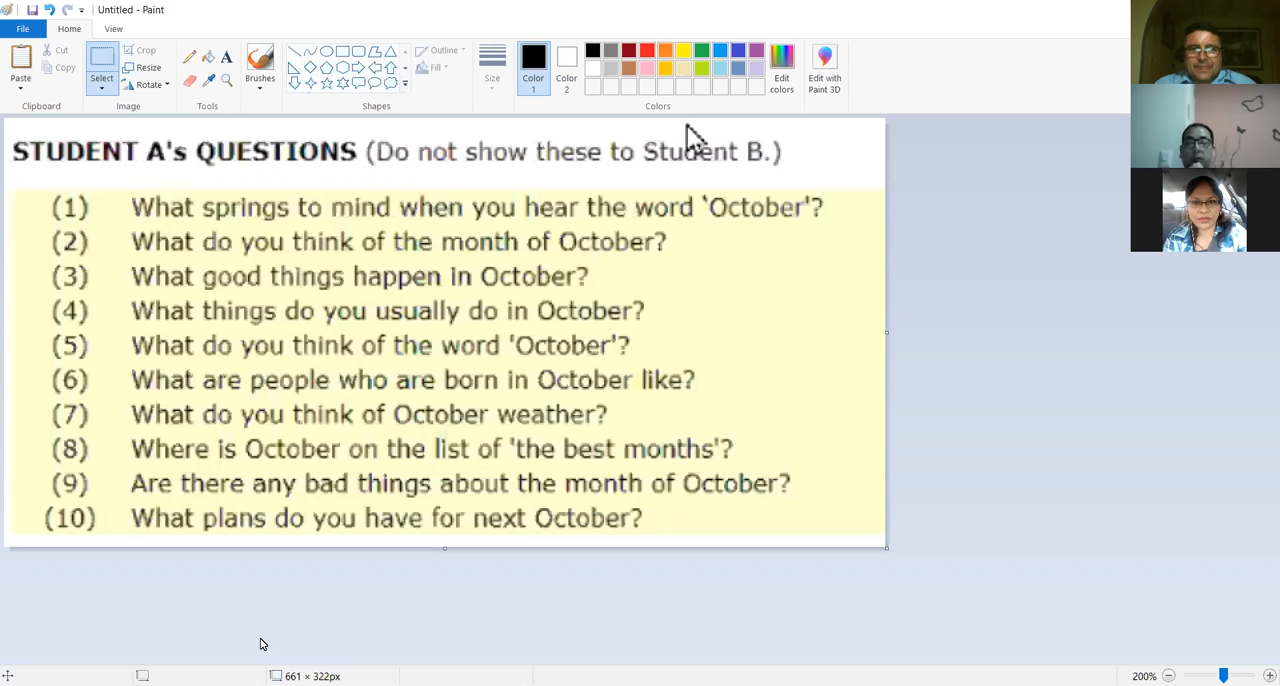 Untitled - Paint
File Home View
Paste
Cut
Copy
Clipboard
Select
Crop
Resize
Rotate
Image
Tools
Brushes
Shapes
Outline
Fill
Size
Color 1
Color 2
Colors
Edit colors
Edit with Paint 3D
STUDENT A's QUESTIONS (Do not show these to Student B.)
(1) What springs to mind when you hear the word 'October'?
(2) What do you think of the month of October?
(3) What good things happen in October?
(4) What things do you usually do in October?
(5) What do you think of the word 'October'?
(6) What are people who are born in October like?
(7) What do you think of October weather?
(8) Where is October on the list of 'the best months'?
(9) Are there any bad things about the month of October?
(10) What plans do you have for next October?
661 × 322px
200%